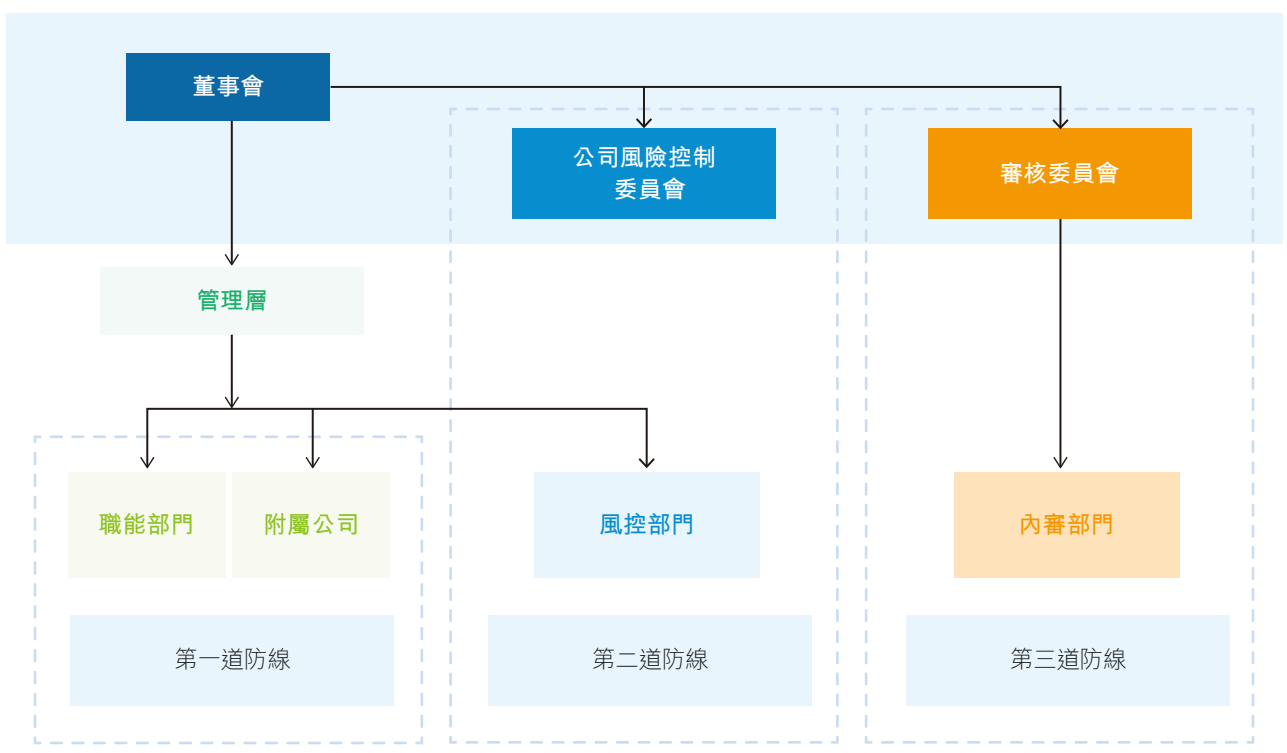 董事會
公司風險控制
委員會
審核委員會
管理層
職能部門
附屬公司
風控部門
內審部門
第一道防線
第二道防線
第三道防線